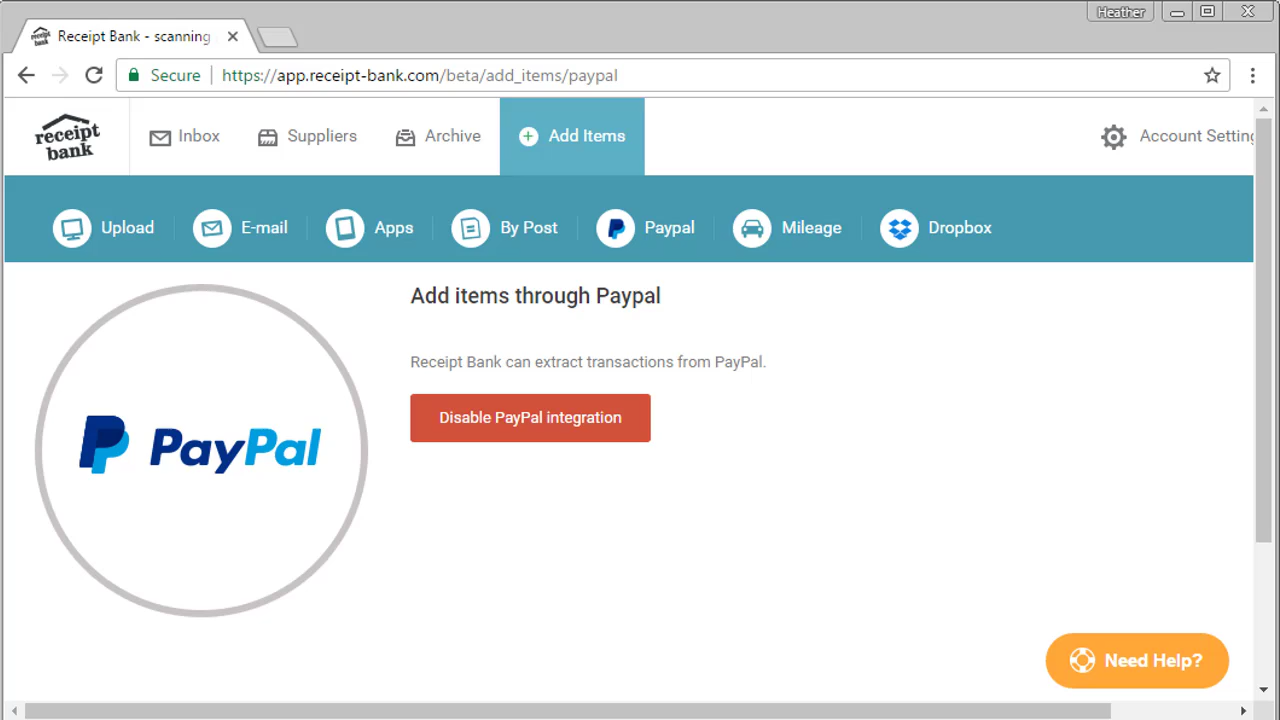 Heather
Receipt Bank - scanning
Secure https://app.receipt-bank.com/beta/add_items/paypal
receipt bank Inbox Suppliers Archive Add Items Account Setting
Upload E-mail Apps By Post Paypal Mileage Dropbox
Add items through Paypal
Receipt Bank can extract transactions from PayPal.
Disable PayPal integration
PayPal
Need Help?